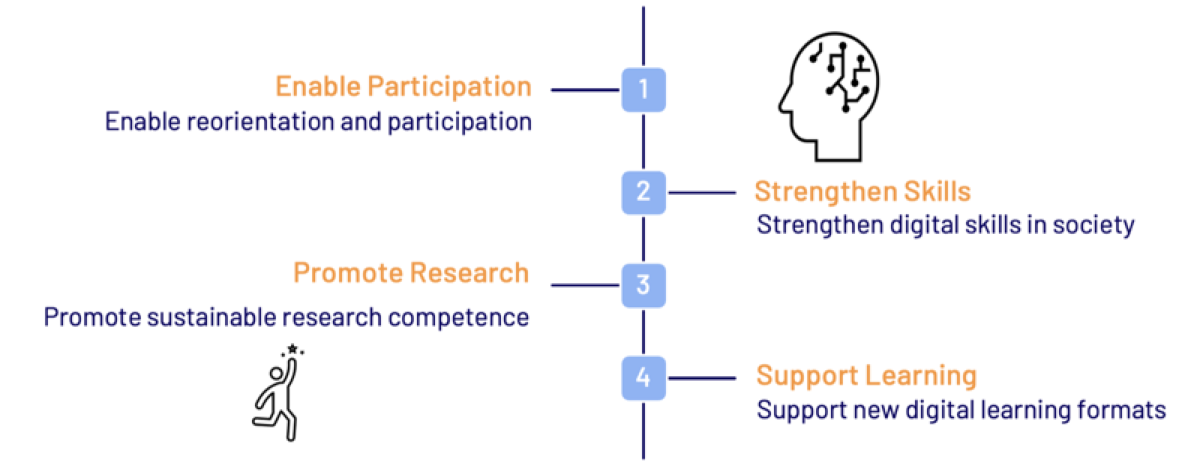 1
Enable Participation
Enable reorientation and participation
2
Strengthen Skills
Strengthen digital skills in society
3
Promote Research
Promote sustainable research competence
4
Support Learning
Support new digital learning formats